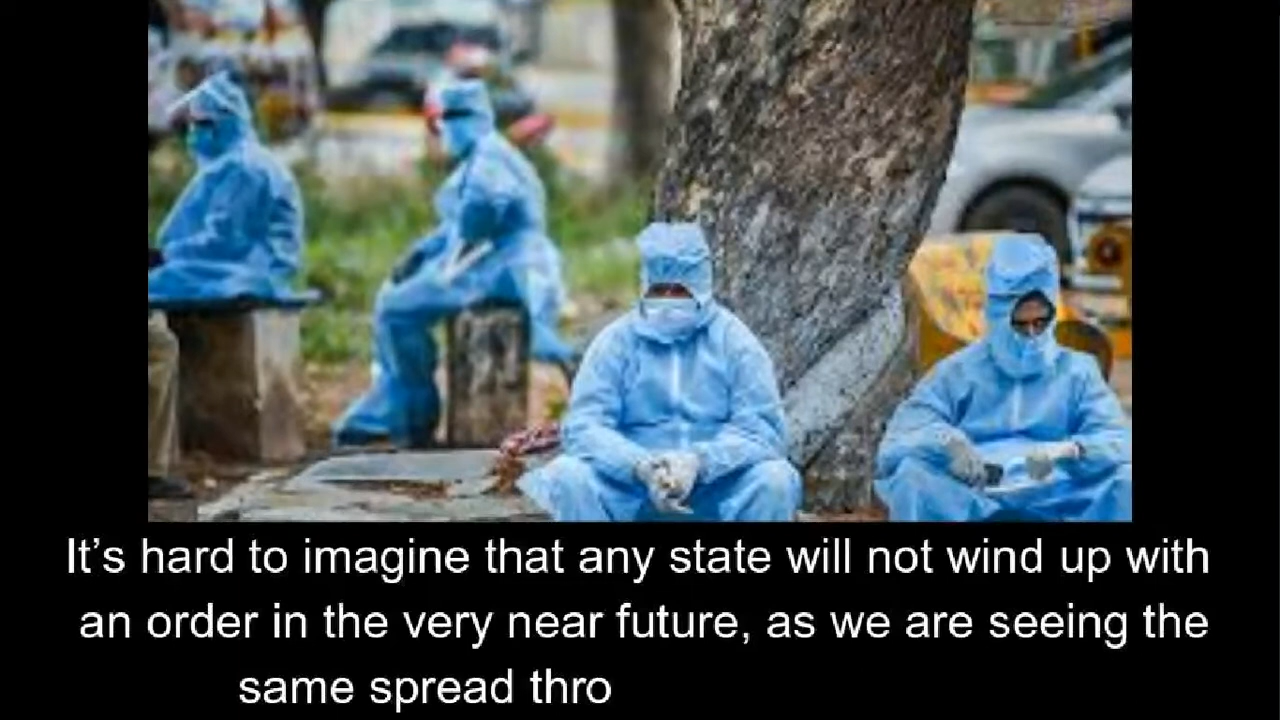 It’s hard to imagine that any state will not wind up with
an order in the very near future, as we are seeing the
same spread thro